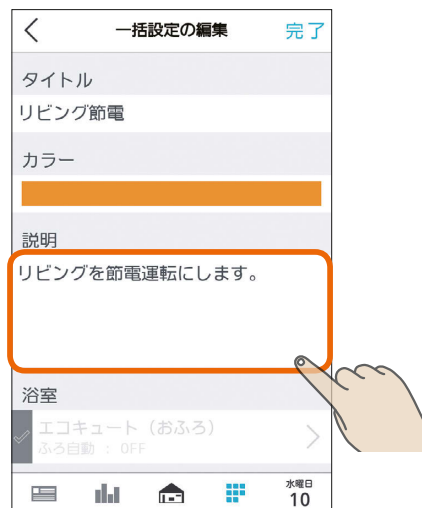 一括設定の編集 完了
タイトル
リビング節電
カラー
説明
リビングを節電運転にします。
浴室
エコキュート（おふろ）
ふろ自動 : OFF
水曜日
10